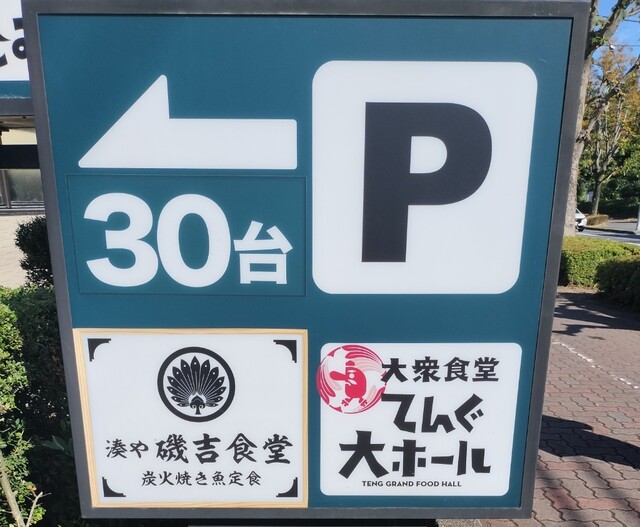 P
30台
湊や 磯吉食堂
炭火焼き魚定食
大衆食堂
てんぐ
大ホール
TENG GRAND FOOD HALL